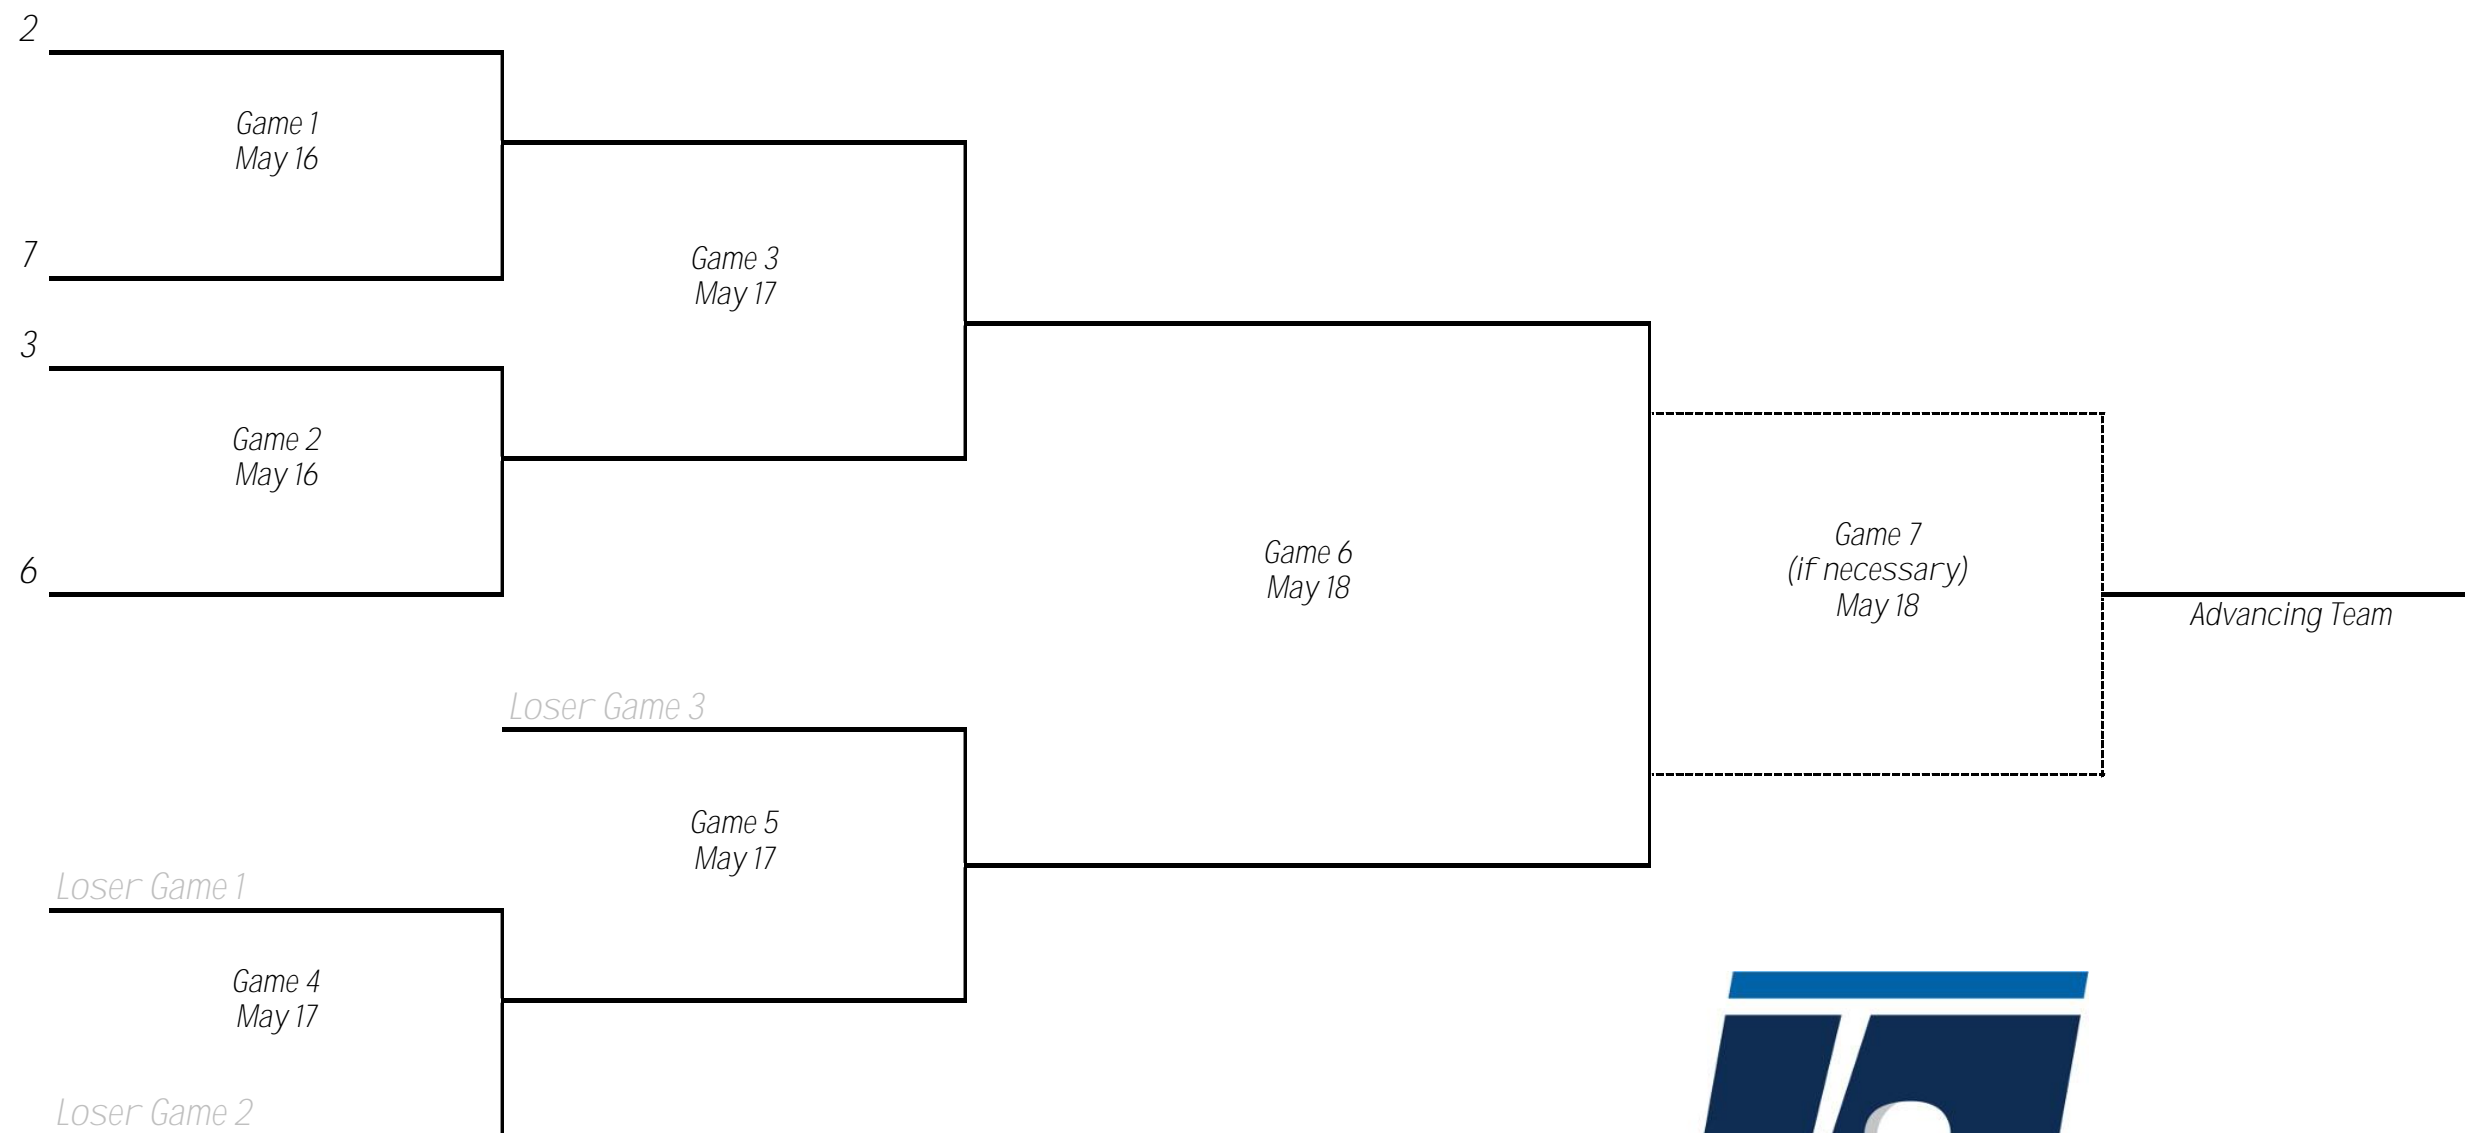 2
Game 1
May 16
7
Game 3
May 17
3
Game 2
May 16
6
Game 6
May 18
Game 7
(if necessary)
May 18
Advancing Team
Loser Game 3
Game 5
May 17
Loser Game 1
Game 4
May 17
Loser Game 2